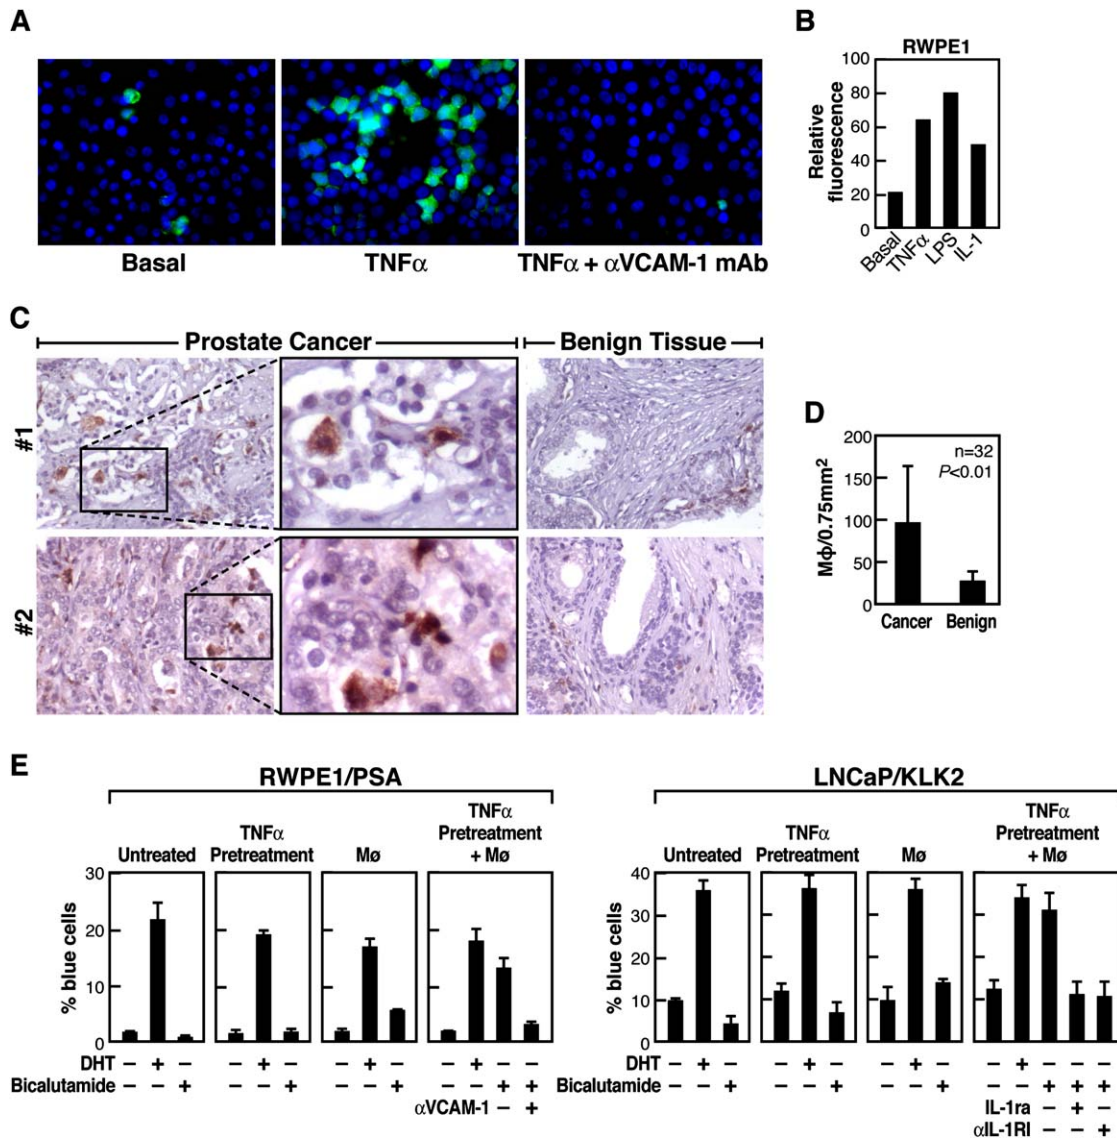 A
Basal
TNFα
TNFα + αVCAM-1 mAb
B
RWPE1
Relative
fluorescence
100
80
60
40
20
0
Basal
TNFα
LPS
IL-1
C
Prostate Cancer
Benign Tissue
#1
#2
D
Mϕ/0.75mm²
200
150
100
50
0
n=32
P<0.01
Cancer
Benign
E
RWPE1/PSA
Untreated
TNFα
Pretreatment
Mø
TNFα
Pretreatment
+ Mø
% blue cells
30
20
10
0
DHT – + – – + – – + – – + – –
Bicalutamide – – + – – + – – + – – + +
αVCAM-1 – +
LNCaP/KLK2
Untreated
TNFα
Pretreatment
Mø
TNFα
Pretreatment
+ Mø
% blue cells
40
30
20
10
0
DHT – + – – + – – + – – + – – –
Bicalutamide – – + – – + – – + – – + + +
IL-1ra – + –
αIL-1RI – – +